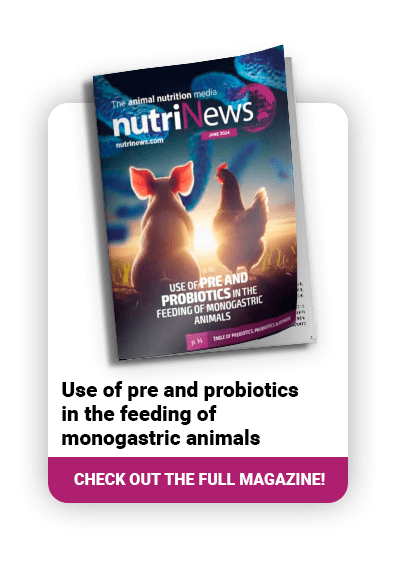 The animal nutrition media
nutriNews
JUNE 2024
nutrinews.com
USE OF PRE AND
PROBIOTICS IN THE
FEEDING OF MONOGASTRIC
ANIMALS
TABLE OF PREBIOTICS, PROBIOTICS
Use of pre and probiotics
in the feeding of
monogastric animals
CHECK OUT THE FULL MAGAZINE!